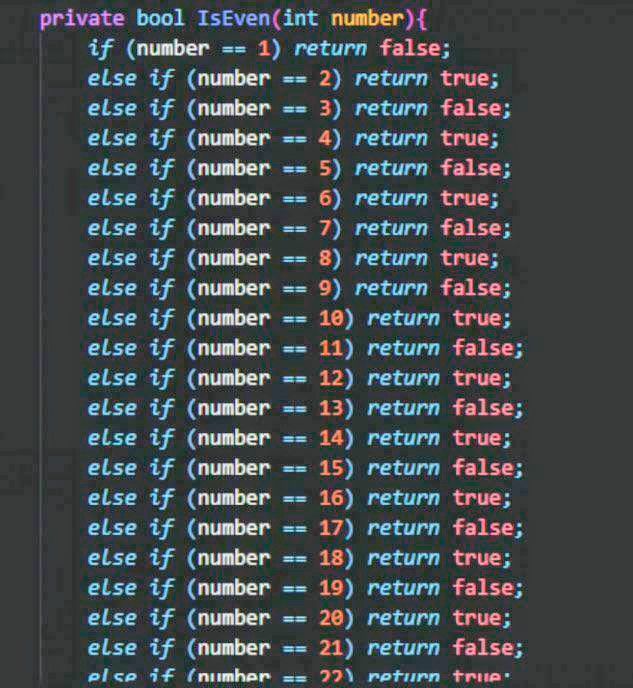 private bool IsEven(int number){
if (number == 1) return false;
else if (number == 2) return true;
else if (number == 3) return false;
else if (number == 4) return true;
else if (number == 5) return false;
else if (number == 6) return true;
else if (number == 7) return false;
else if (number == 8) return true;
else if (number == 9) return false;
else if (number == 10) return true;
else if (number == 11) return false;
else if (number == 12) return true;
else if (number == 13) return false;
else if (number == 14) return true;
else if (number == 15) return false;
else if (number == 16) return true;
else if (number == 17) return false;
else if (number == 18) return true;
else if (number == 19) return false;
else if (number == 20) return true;
else if (number == 21) return false;
else if (number == 22) return true;